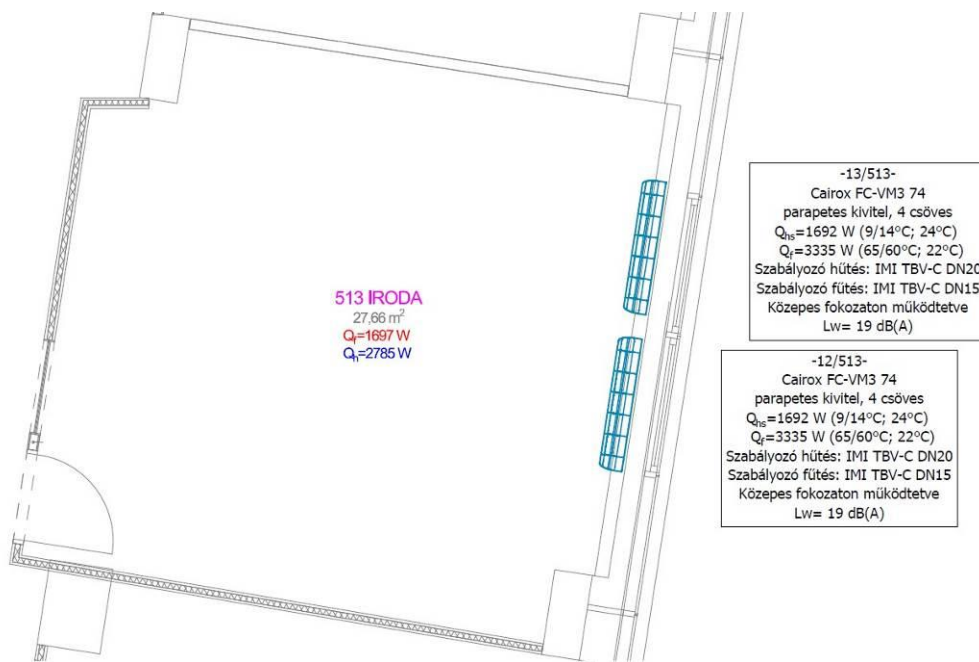 513 IRODA
27,66 m²
Qf=1697 W
Qh=2785 W
-13/513-
Cairox FC-VM3 74
parapetes kivitel, 4 csöves
Qhs=1692 W (9/14°C; 24°C)
Qf=3335 W (65/60°C; 22°C)
Szabályozó hűtés: IMI TBV-C DN20
Szabályozó fűtés: IMI TBV-C DN15
Közepes fokozaton működtetve
Lw= 19 dB(A)
-12/513-
Cairox FC-VM3 74
parapetes kivitel, 4 csöves
Qhs=1692 W (9/14°C; 24°C)
Qf=3335 W (65/60°C; 22°C)
Szabályozó hűtés: IMI TBV-C DN20
Szabályozó fűtés: IMI TBV-C DN15
Közepes fokozaton működtetve
Lw= 19 dB(A)